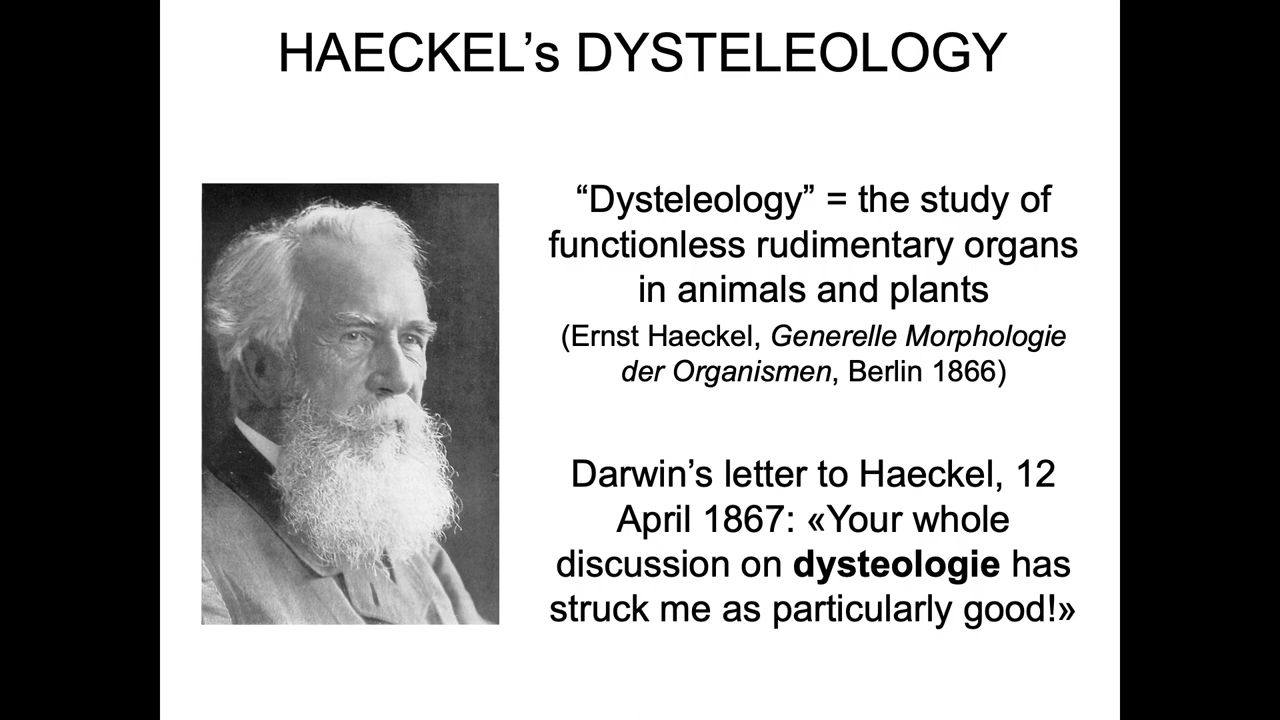 HAECKEL’s DYSTELEOLOGY
“Dysteleology” = the study of
functionless rudimentary organs
in animals and plants
(Ernst Haeckel, Generelle Morphologie
der Organismen, Berlin 1866)
Darwin’s letter to Haeckel, 12
April 1867: «Your whole
discussion on dysteologie has
struck me as particularly good!»